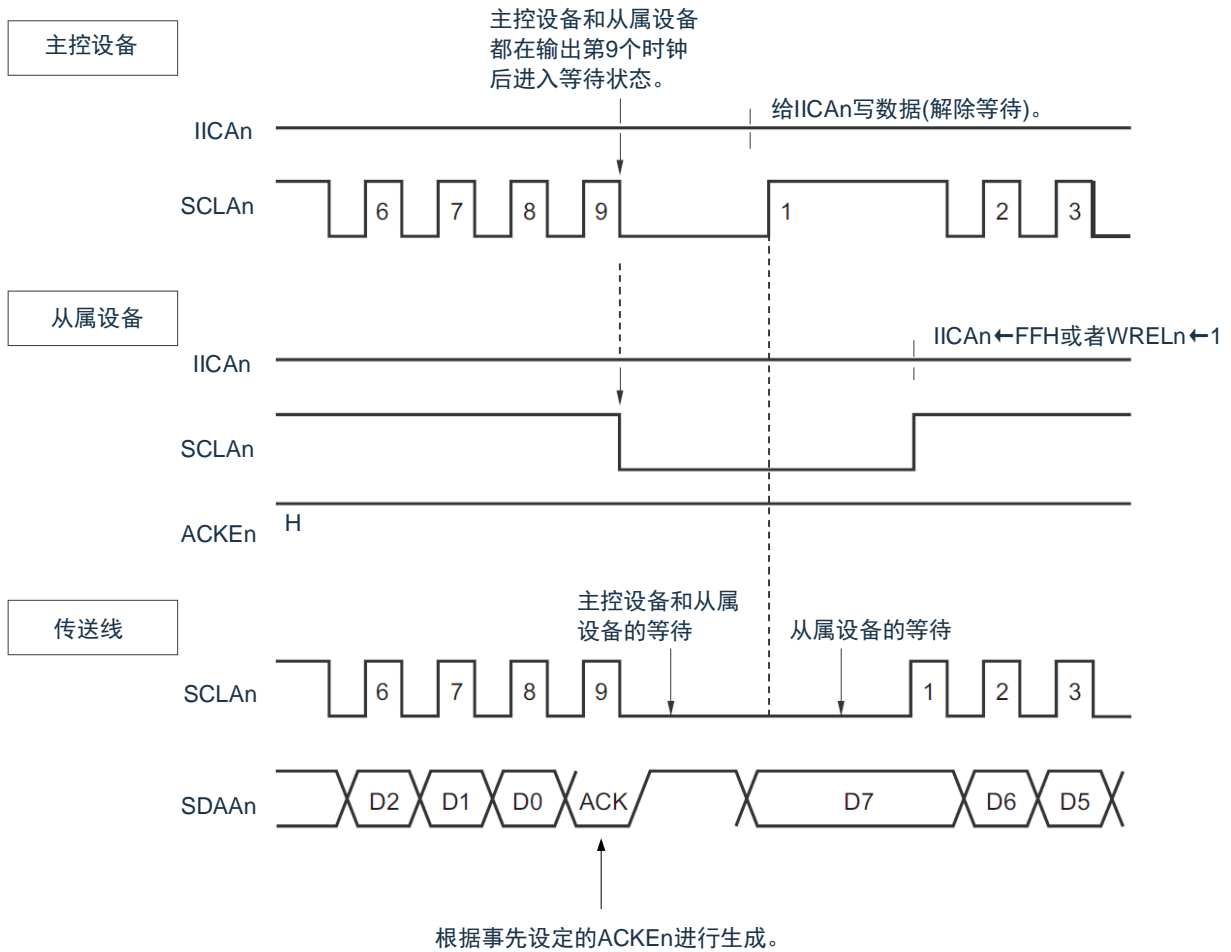 主控设备和从属设备
都在输出第9个时钟
后进入等待状态。
主控设备
给IICAn写数据(解除等待)。
IICAn
SCLAn
6 7 8 9 1 2 3
从属设备
IICAn←FFH或者WRELn←1
IICAn
SCLAn
H
ACKEn
传送线
主控设备和从属
设备的等待
从属设备的等待
SCLAn
6 7 8 9 1 2 3
SDAAn
D2 D1 D0 ACK D7 D6 D5
根据事先设定的ACKEn进行生成。